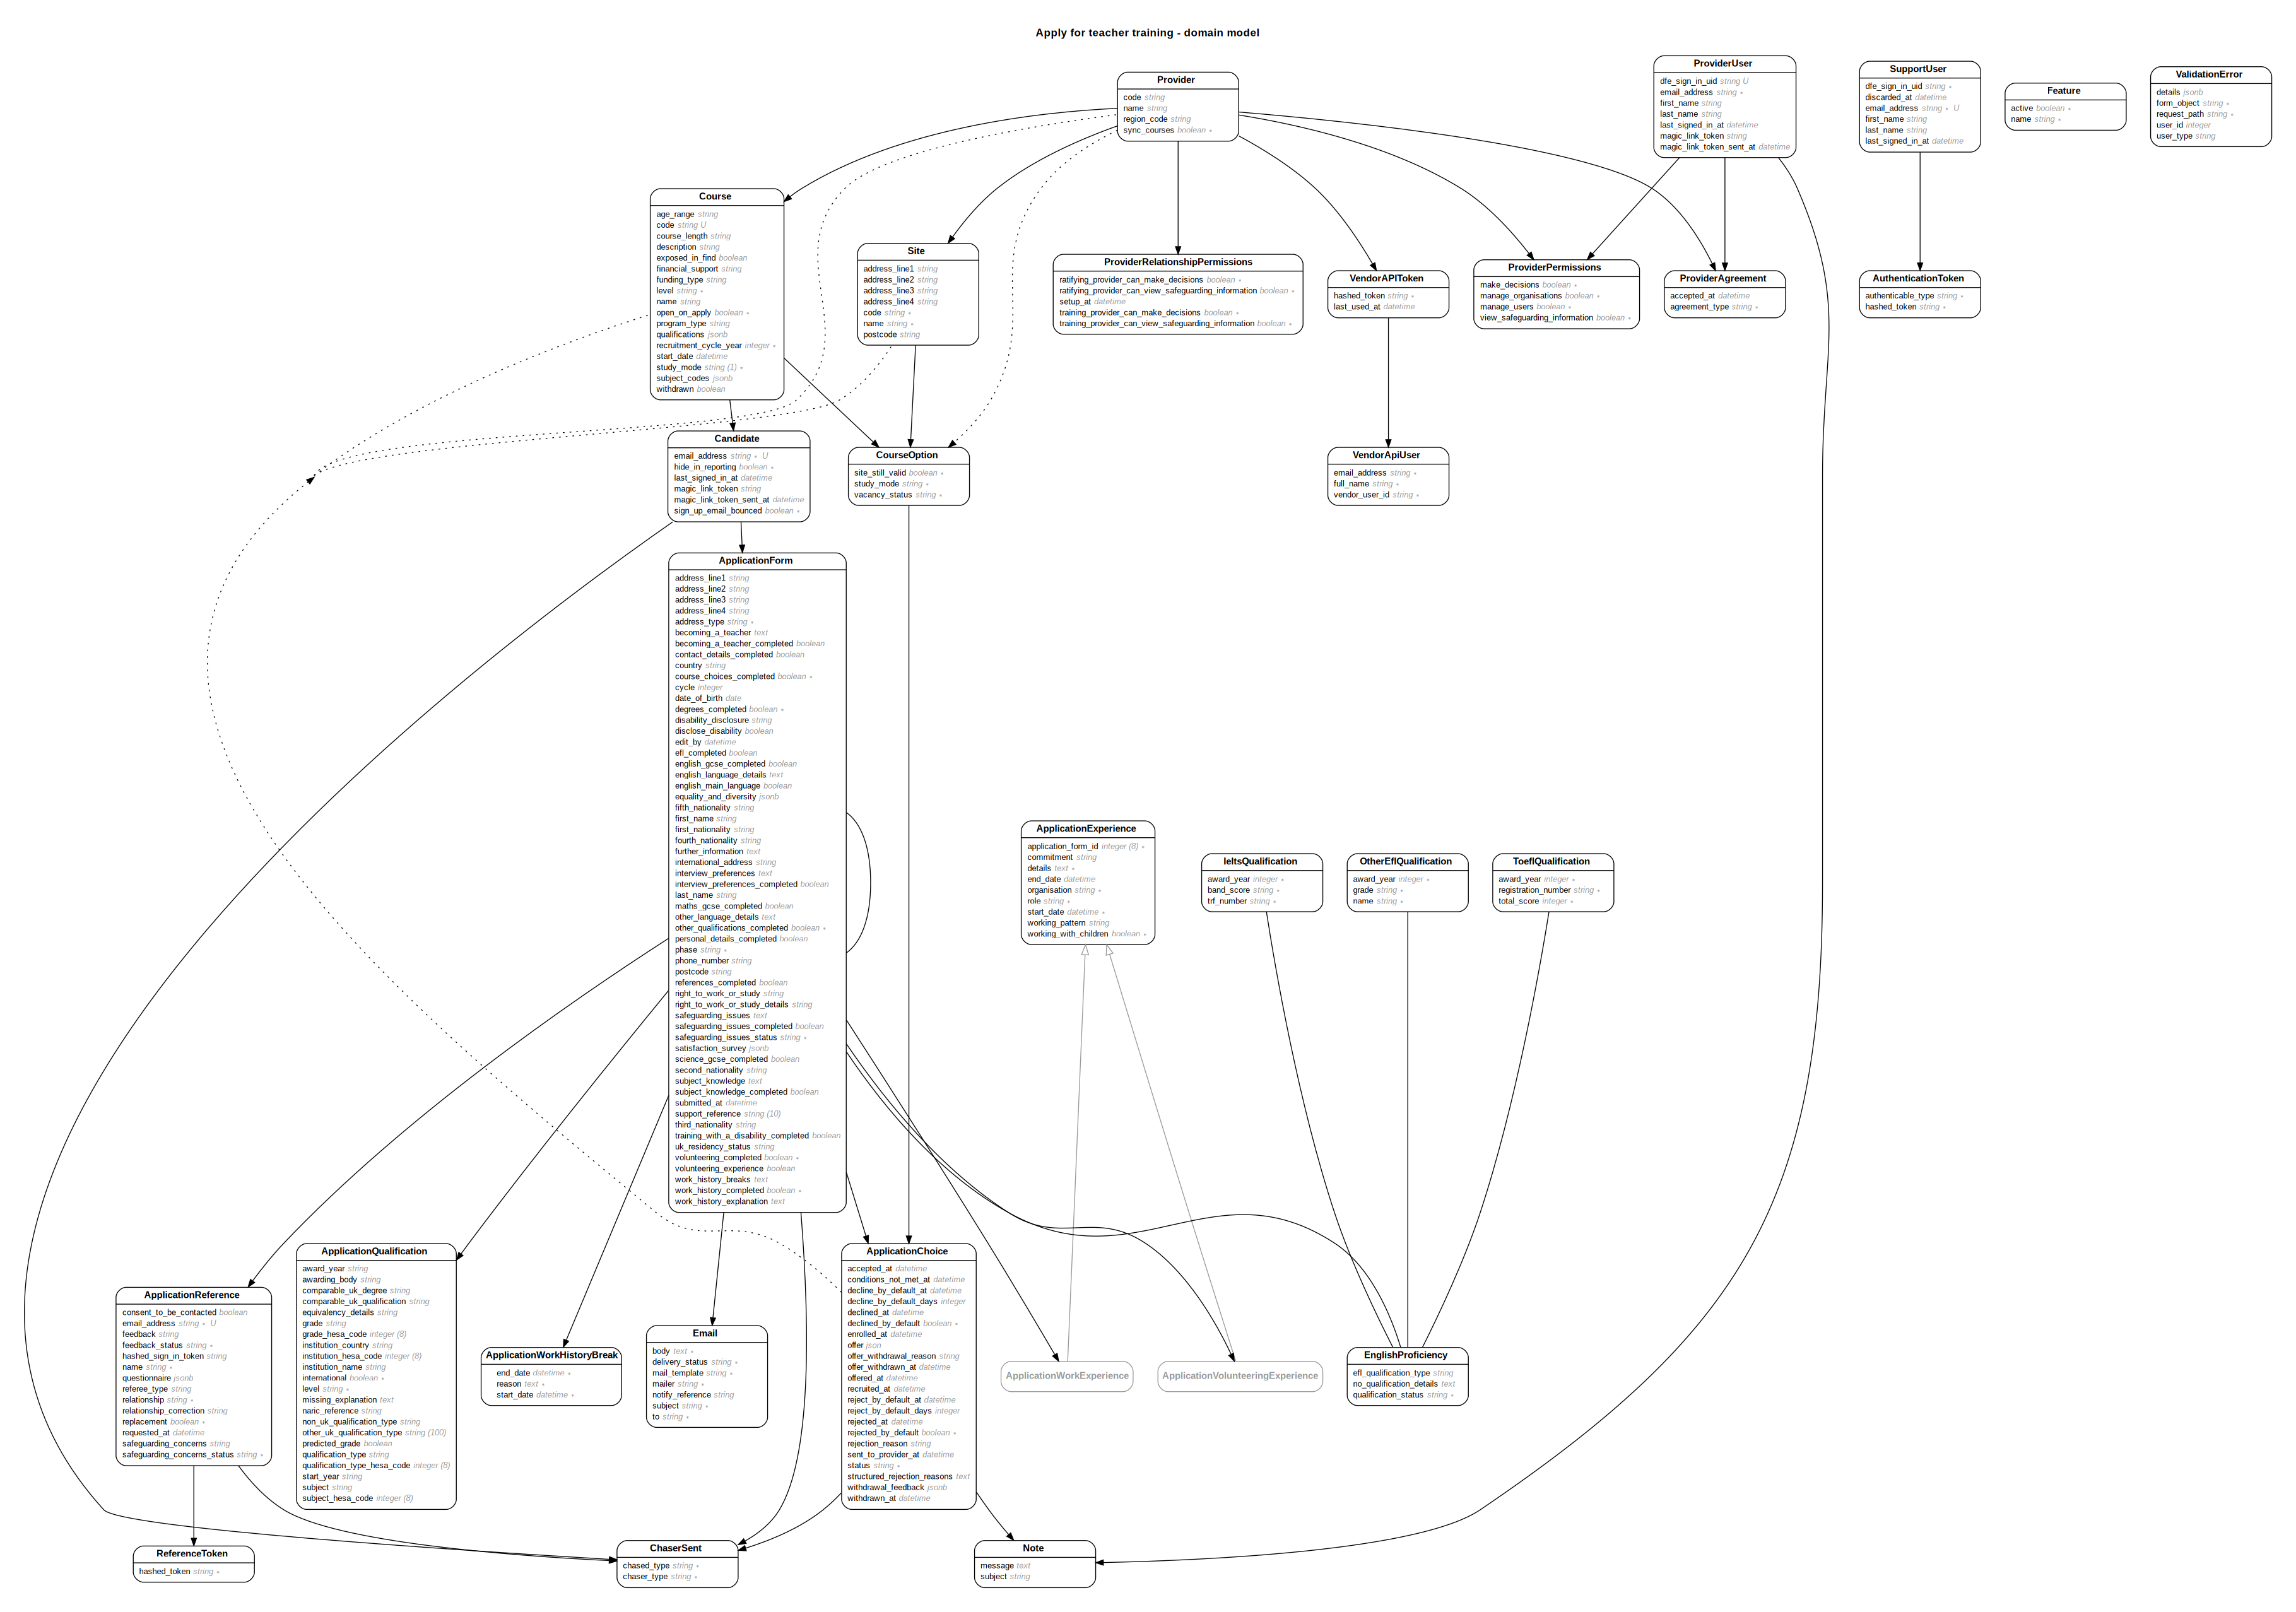 Apply for teacher training - domain model
Provider
code string
name string
region_code string
sync_courses boolean ∗
ProviderUser
dfe_sign_in_uid string U
email_address string ∗
first_name string
last_name string
last_signed_in_at datetime
magic_link_token string
magic_link_token_sent_at datetime
SupportUser
dfe_sign_in_uid string ∗
discarded_at datetime
email_address string ∗ U
first_name string
last_name string
last_signed_in_at datetime
Feature
active boolean ∗
name string ∗
ValidationError
details jsonb
form_object string ∗
request_path string ∗
user_id integer
user_type string
Course
age_range string
code string U
course_length string
description string
exposed_in_find boolean
financial_support string
funding_type string
level string ∗
name string
open_on_apply boolean ∗
program_type string
qualifications jsonb
recruitment_cycle_year integer ∗
start_date datetime
study_mode string (1) ∗
subject_codes jsonb
withdrawn boolean
Site
address_line1 string
address_line2 string
address_line3 string
address_line4 string
code string ∗
name string ∗
postcode string
ProviderRelationshipPermissions
ratifying_provider_can_make_decisions boolean ∗
ratifying_provider_can_view_safeguarding_information boolean ∗
setup_at datetime
training_provider_can_make_decisions boolean ∗
training_provider_can_view_safeguarding_information boolean ∗
VendorAPIToken
hashed_token string ∗
last_used_at datetime
ProviderPermissions
make_decisions boolean ∗
manage_organisations boolean ∗
manage_users boolean ∗
view_safeguarding_information boolean ∗
ProviderAgreement
accepted_at datetime
agreement_type string ∗
AuthenticationToken
authenticable_type string ∗
hashed_token string ∗
Candidate
email_address string ∗ U
hide_in_reporting boolean ∗
last_signed_in_at datetime
magic_link_token string
magic_link_token_sent_at datetime
sign_up_email_bounced boolean ∗
CourseOption
site_still_valid boolean ∗
study_mode string ∗
vacancy_status string ∗
VendorApiUser
email_address string ∗
full_name string ∗
vendor_user_id string ∗
ApplicationForm
address_line1 string
address_line2 string
address_line3 string
address_line4 string
address_type string ∗
becoming_a_teacher text
becoming_a_teacher_completed boolean
contact_details_completed boolean
country string
course_choices_completed boolean ∗
cycle integer
date_of_birth date
degrees_completed boolean ∗
disability_disclosure string
disclose_disability boolean
edit_by datetime
efl_completed boolean
english_gcse_completed boolean
english_language_details text
english_main_language boolean
equality_and_diversity jsonb
fifth_nationality string
first_name string
first_nationality string
fourth_nationality string
further_information text
international_address string
interview_preferences text
interview_preferences_completed boolean
last_name string
maths_gcse_completed boolean
other_language_details text
other_qualifications_completed boolean ∗
personal_details_completed boolean
phase string ∗
phone_number string
postcode string
references_completed boolean
right_to_work_or_study string
right_to_work_or_study_details string
safeguarding_issues text
safeguarding_issues_completed boolean
safeguarding_issues_status string ∗
satisfaction_survey jsonb
science_gcse_completed boolean
second_nationality string
subject_knowledge text
subject_knowledge_completed boolean
submitted_at datetime
support_reference string (10)
third_nationality string
training_with_a_disability_completed boolean
uk_residency_status string
volunteering_completed boolean ∗
volunteering_experience boolean
work_history_breaks text
work_history_completed boolean ∗
work_history_explanation text
ApplicationExperience
application_form_id integer (8) ∗
commitment string
details text ∗
end_date datetime
organisation string ∗
role string ∗
start_date datetime ∗
working_pattern string
working_with_children boolean ∗
IeltsQualification
award_year integer ∗
band_score string ∗
trf_number string ∗
OtherEflQualification
award_year integer ∗
grade string ∗
name string ∗
ToeflQualification
award_year integer ∗
registration_number string ∗
total_score integer ∗
ApplicationReference
consent_to_be_contacted boolean
email_address string ∗ U
feedback string
feedback_status string ∗
hashed_sign_in_token string
name string ∗
questionnaire jsonb
referee_type string
relationship string ∗
relationship_correction string
replacement boolean ∗
requested_at datetime
safeguarding_concerns string
safeguarding_concerns_status string ∗
ApplicationQualification
award_year string
awarding_body string
comparable_uk_degree string
comparable_uk_qualification string
equivalency_details string
grade string
grade_hesa_code integer (8)
institution_country string
institution_hesa_code integer (8)
institution_name string
international boolean ∗
level string ∗
missing_explanation text
naric_reference string
non_uk_qualification_type string
other_uk_qualification_type string (100)
predicted_grade boolean
qualification_type string
qualification_type_hesa_code integer (8)
start_year string
subject string
subject_hesa_code integer (8)
ApplicationWorkHistoryBreak
end_date datetime ∗
reason text ∗
start_date datetime ∗
Email
body text ∗
delivery_status string ∗
mail_template string ∗
mailer string ∗
notify_reference string
subject string ∗
to string ∗
ApplicationChoice
accepted_at datetime
conditions_not_met_at datetime
decline_by_default_at datetime
decline_by_default_days integer
declined_at datetime
declined_by_default boolean ∗
enrolled_at datetime
offer json
offer_withdrawal_reason string
offer_withdrawn_at datetime
offered_at datetime
recruited_at datetime
reject_by_default_at datetime
reject_by_default_days integer
rejected_at datetime
rejected_by_default boolean ∗
rejection_reason string
sent_to_provider_at datetime
status string ∗
structured_rejection_reasons text
withdrawal_feedback jsonb
withdrawn_at datetime
ApplicationWorkExperience
ApplicationVolunteeringExperience
EnglishProficiency
efl_qualification_type string
no_qualification_details text
qualification_status string ∗
ReferenceToken
hashed_token string ∗
ChaserSent
chased_type string ∗
chaser_type string ∗
Note
message text
subject string